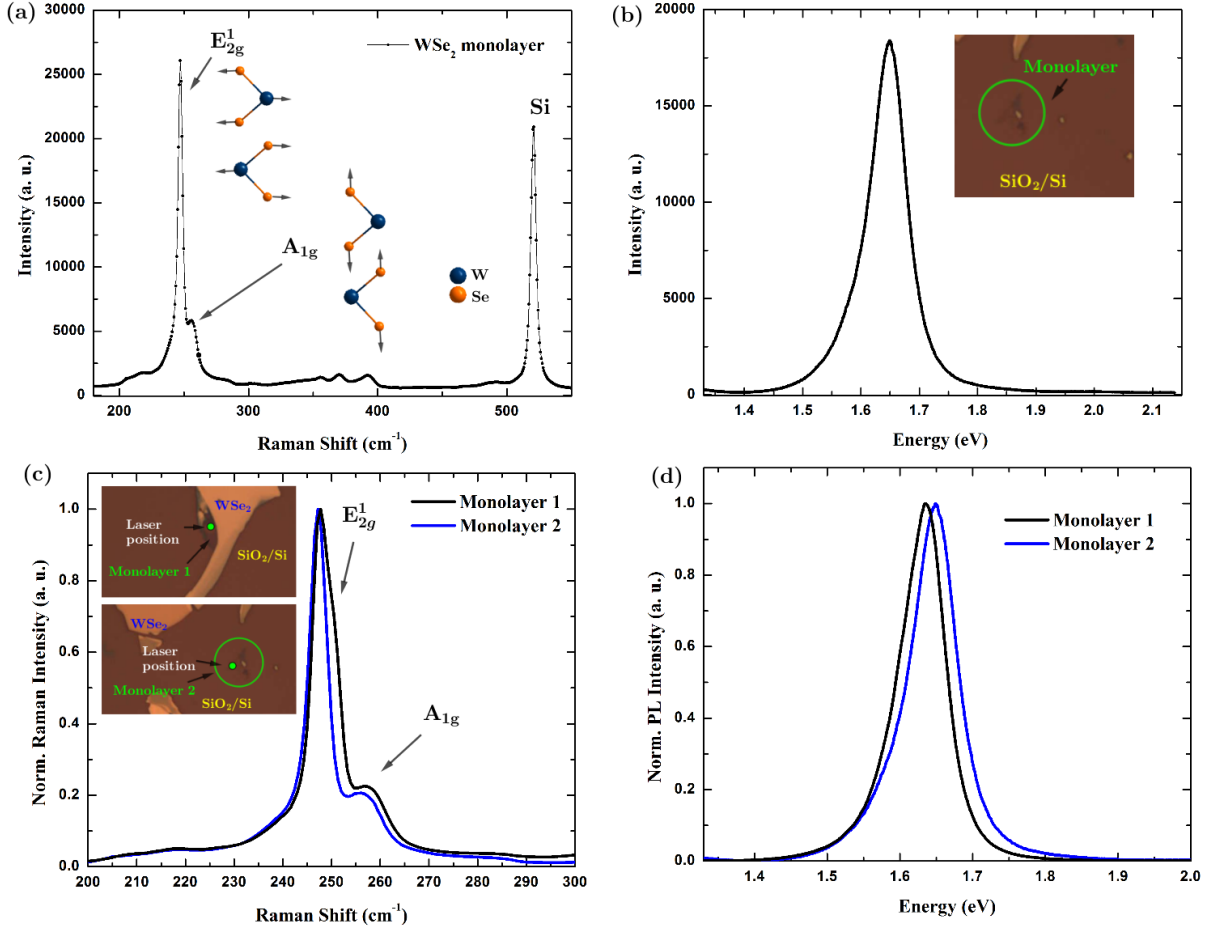 (a)
E¹₂g
WSe₂ monolayer
Si
A₁g
W
Se
Intensity (a. u.)
30000
25000
20000
15000
10000
5000
0
200
300
400
500
Raman Shift (cm⁻¹)
(b)
Monolayer
SiO₂/Si
Intensity (a. u.)
20000
15000
10000
5000
0
1.4
1.5
1.6
1.7
1.8
1.9
2.0
2.1
Energy (eV)
(c)
WSe₂
Laser
position
SiO₂/Si
Monolayer 1
WSe₂
Laser
position
Monolayer 2
SiO₂/Si
E¹₂g
Monolayer 1
Monolayer 2
A₁g
Norm. Raman Intensity (a. u.)
1.0
0.8
0.6
0.4
0.2
0.0
200
210
220
230
240
250
260
270
280
290
300
Raman Shift (cm⁻¹)
(d)
Monolayer 1
Monolayer 2
Norm. PL Intensity (a. u.)
1.0
0.8
0.6
0.4
0.2
0.0
1.4
1.5
1.6
1.7
1.8
1.9
2.0
Energy (eV)